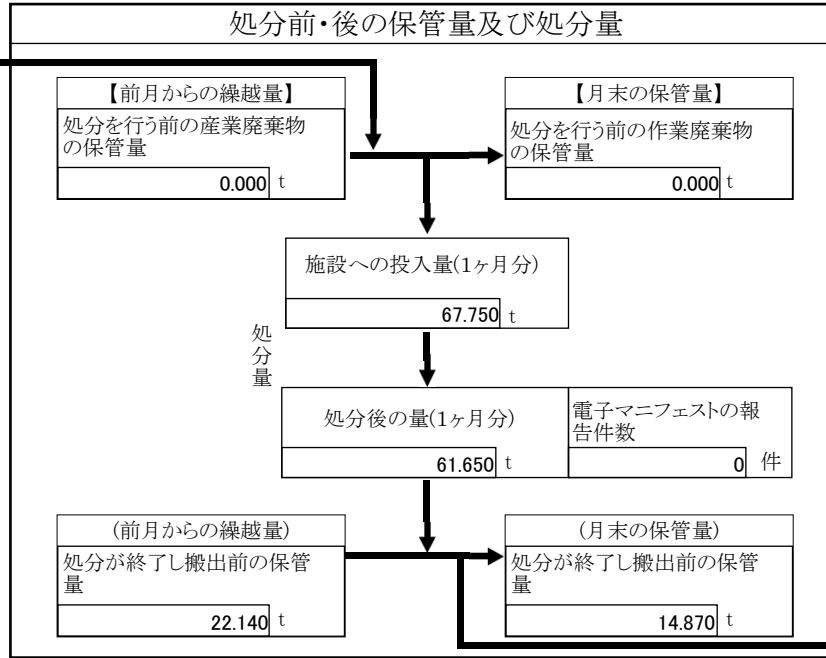 処分前・後の保管量及び処分量
【前月からの繰越量】
処分を行う前の産業廃棄物
の保管量
0.000 t
【月末の保管量】
処分を行う前の作業廃棄物
の保管量
0.000 t
施設への投入量(1ヶ月分)
67.750 t
処分量
処分後の量(1ヶ月分)
61.650 t
電子マニフェストの報
告件数
0 件
(前月からの繰越量)
処分が終了し搬出前の保管
量
22.140 t
(月末の保管量)
処分が終了し搬出前の保管
量
14.870 t